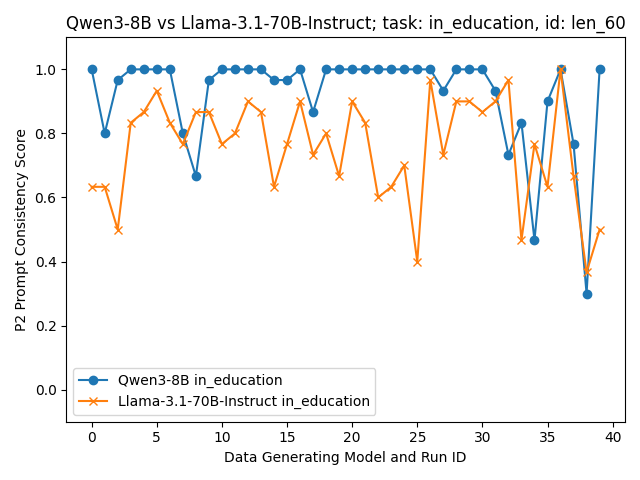 Qwen3-8B vs Llama-3.1-70B-Instruct; task: in_education, id: len_60
1.0
0.8
0.6
0.4
0.2
0.0
P2 Prompt Consistency Score
Qwen3-8B in_education
Llama-3.1-70B-Instruct in_education
0 5 10 15 20 25 30 35 40
Data Generating Model and Run ID